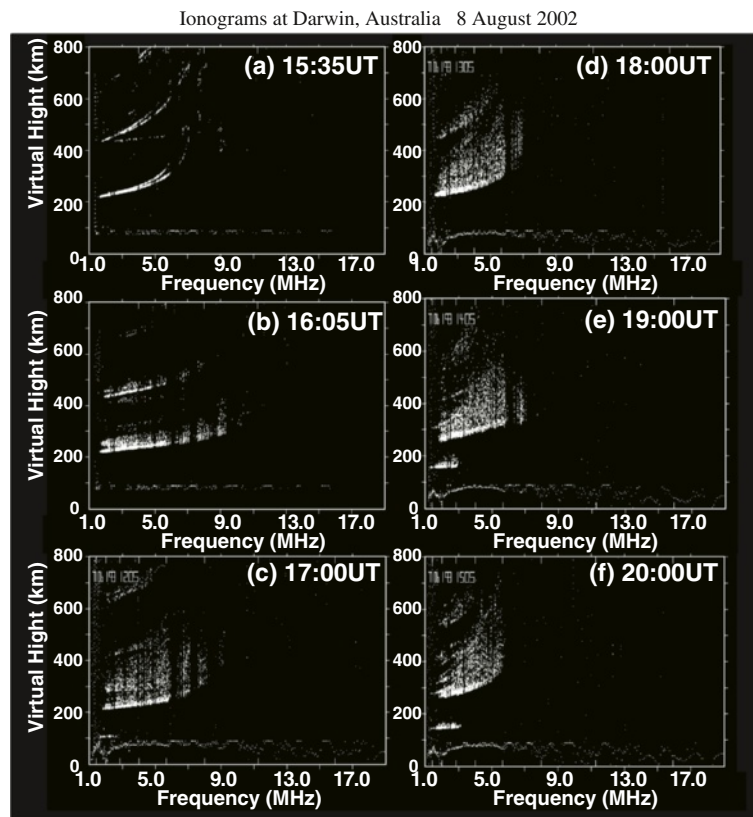 Ionograms at Darwin, Australia 8 August 2002
Virtual Hight (km)
800
600
400
200
0
(a) 15:35UT
1.0 5.0 9.0 13.0 17.0
Frequency (MHz)
800
600
400
200
0
(d) 18:00UT
1.0 5.0 9.0 13.0 17.0
Frequency (MHz)
Virtual Hight (km)
800
600
400
200
0
(b) 16:05UT
1.0 5.0 9.0 13.0 17.0
Frequency (MHz)
800
600
400
200
0
(e) 19:00UT
1.0 5.0 9.0 13.0 17.0
Frequency (MHz)
Virtual Hight (km)
800
600
400
200
0
(c) 17:00UT
1.0 5.0 9.0 13.0 17.0
Frequency (MHz)
800
600
400
200
0
(f) 20:00UT
1.0 5.0 9.0 13.0 17.0
Frequency (MHz)